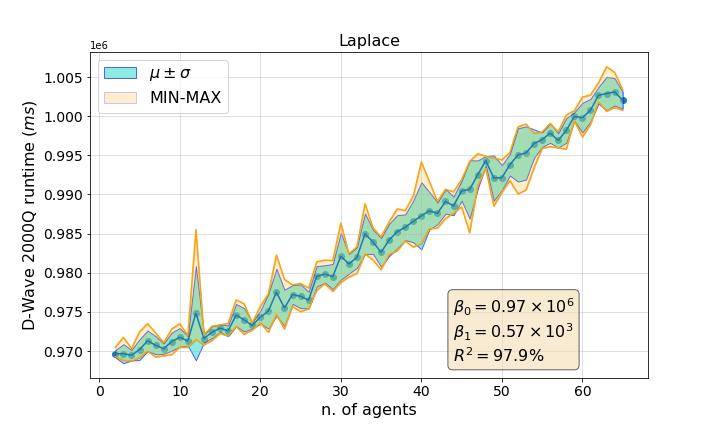 Laplace
1e6
μ ± σ
MIN-MAX
1.005
1.000
0.995
0.990
0.985
0.980
0.975
0.970
D-Wave 2000Q runtime (ms)
β₀ = 0.97 × 10⁶
β₁ = 0.57 × 10³
R² = 97.9%
0 10 20 30 40 50 60
n. of agents